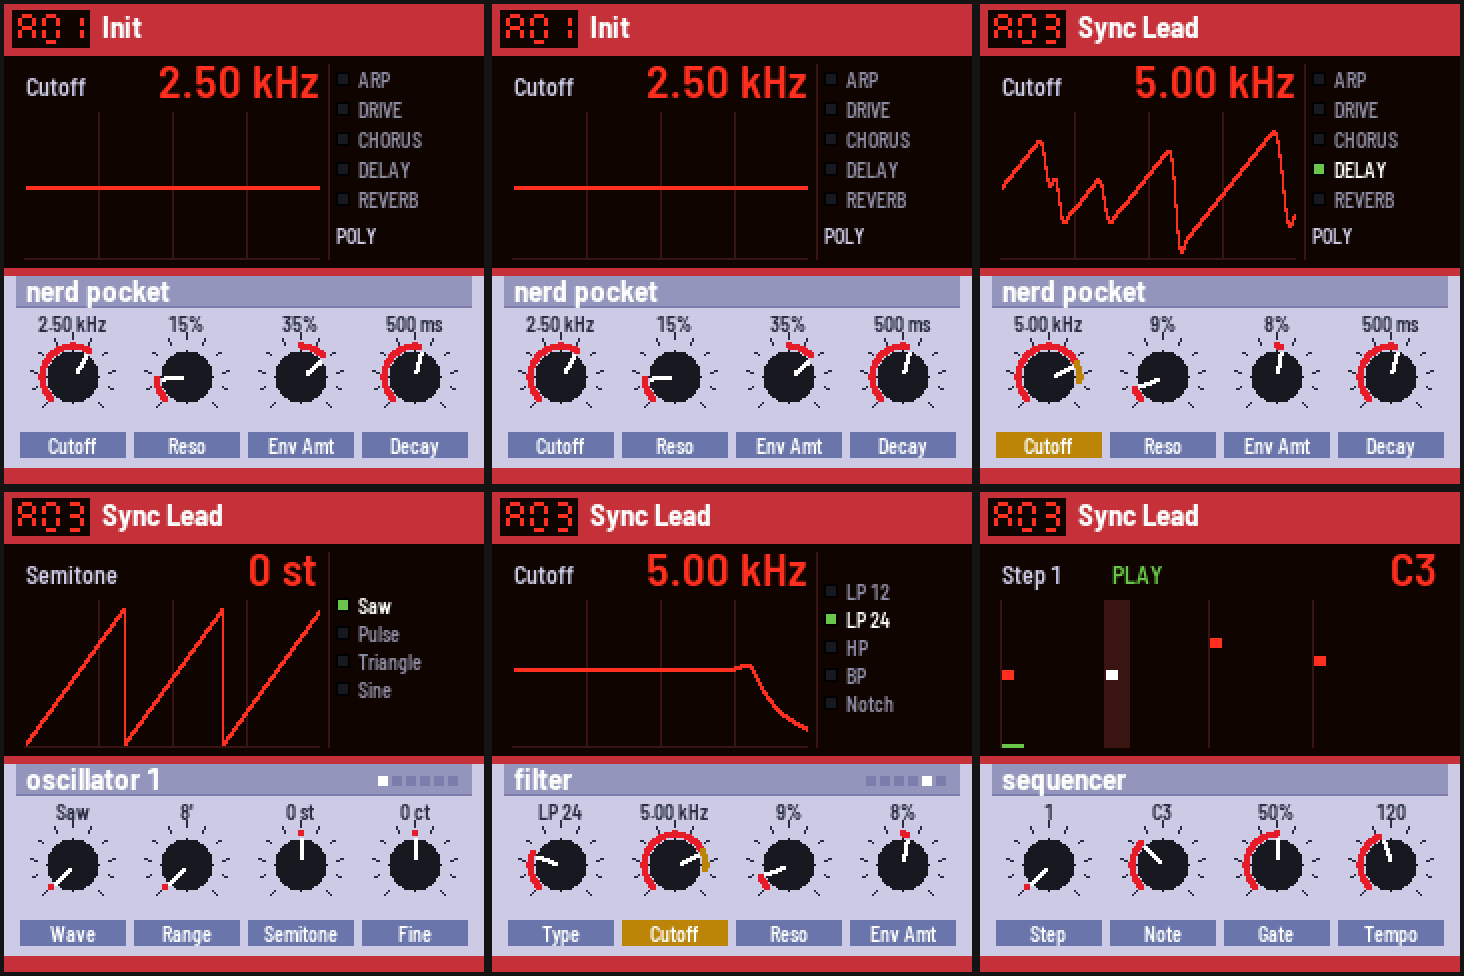 A01 Init
Cutoff 2.50 kHz
ARP
DRIVE
CHORUS
DELAY
REVERB
POLY
nerd pocket
2.50 kHz 15% 35% 500 ms
Cutoff Reso Env Amt Decay
A01 Init
Cutoff 2.50 kHz
ARP
DRIVE
CHORUS
DELAY
REVERB
POLY
nerd pocket
2.50 kHz 15% 35% 500 ms
Cutoff Reso Env Amt Decay
A03 Sync Lead
Cutoff 5.00 kHz
ARP
DRIVE
CHORUS
DELAY
REVERB
POLY
nerd pocket
5.00 kHz 9% 8% 500 ms
Cutoff Reso Env Amt Decay
A03 Sync Lead
Semitone 0 st
Saw
Pulse
Triangle
Sine
oscillator 1
Saw 8' 0 st 0 ct
Wave Range Semitone Fine
A03 Sync Lead
Cutoff 5.00 kHz
LP 12
LP 24
HP
BP
Notch
filter
LP 24 5.00 kHz 9% 8%
Type Cutoff Reso Env Amt
A03 Sync Lead
Step 1 PLAY C3
sequencer
1 C3 50% 120
Step Note Gate Tempo